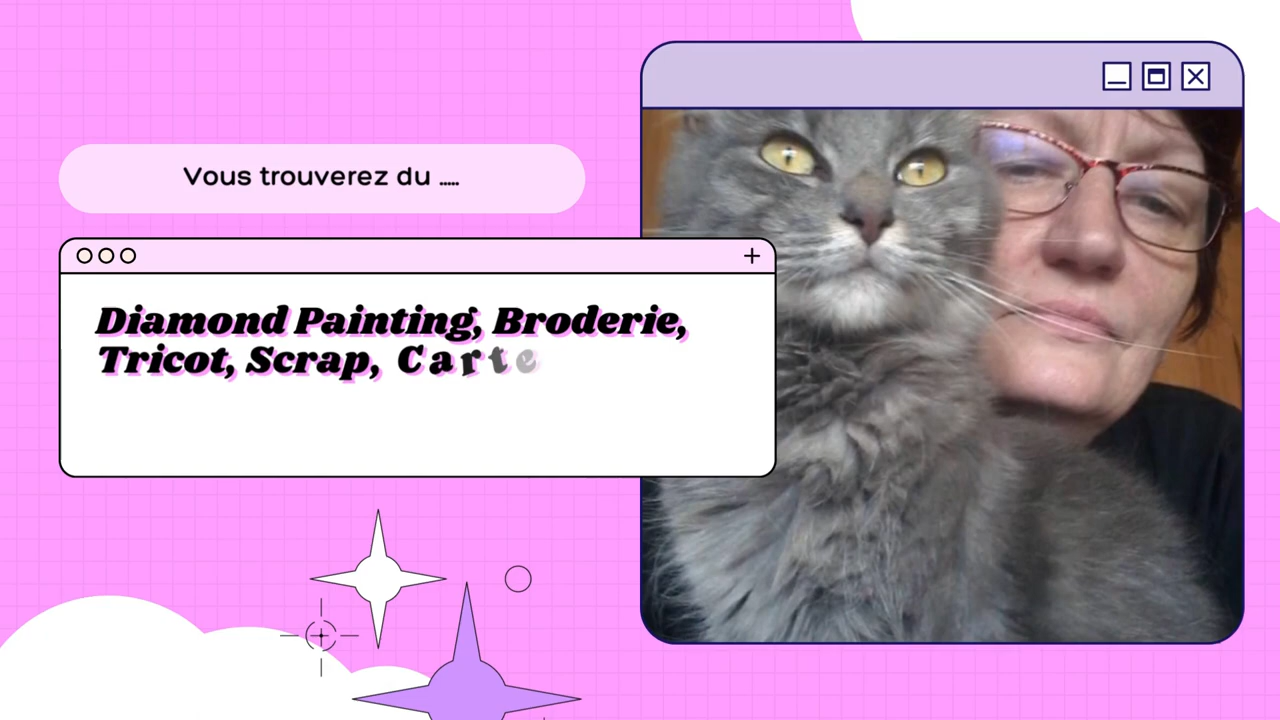 Vous trouverez du .....
Diamond Painting, Broderie,
Tricot, Scrap, Carte